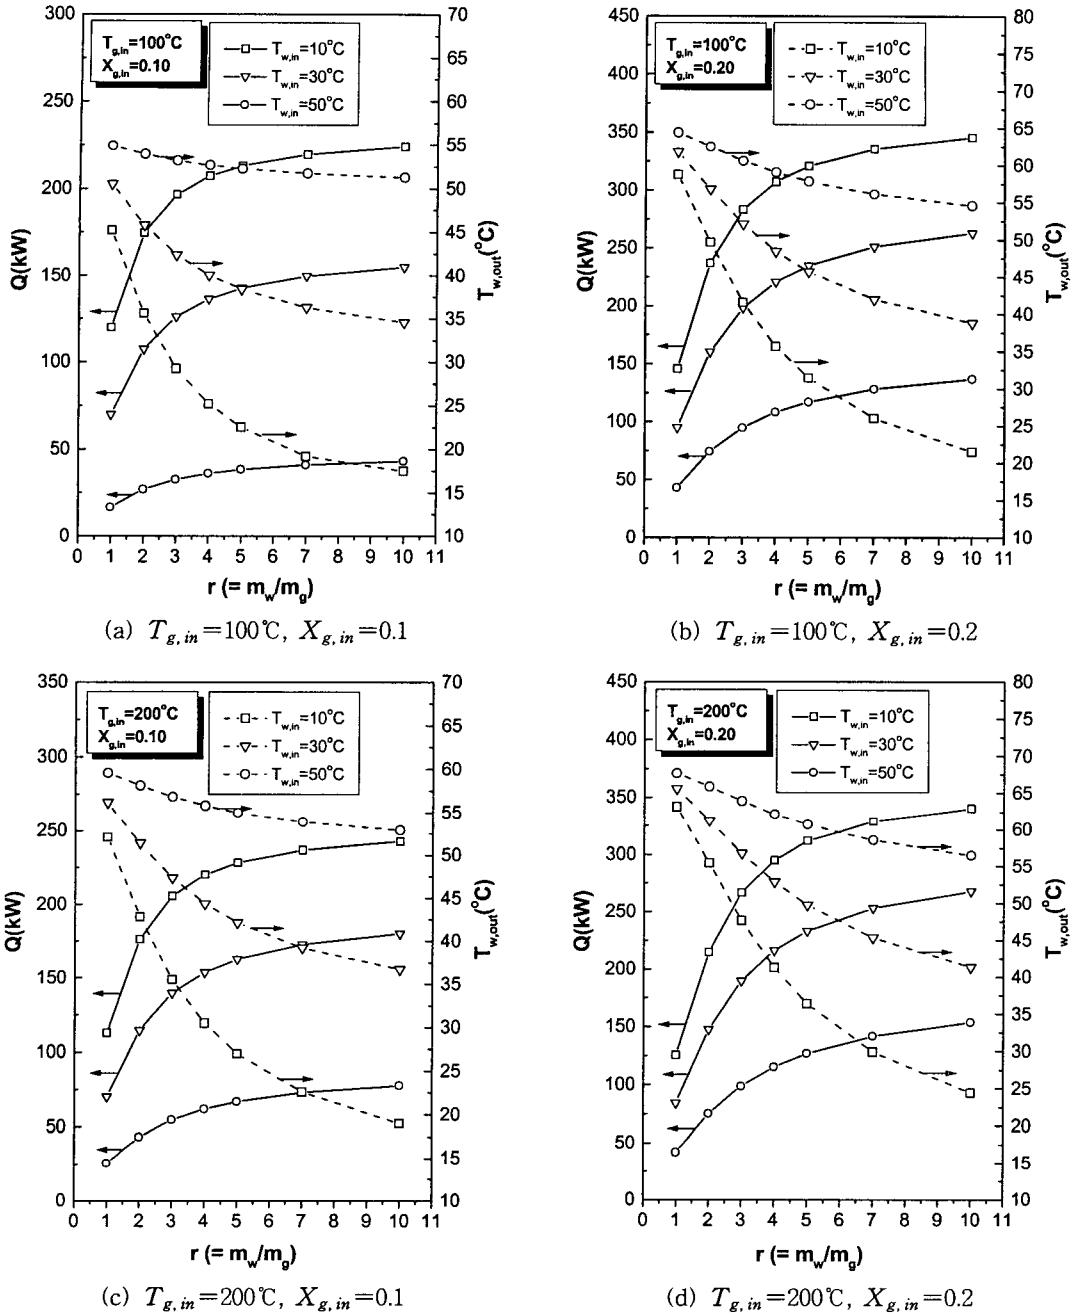 T_g,in=100°C
X_g,in=0.10
T_w,in=10°C
T_w,in=30°C
T_w,in=50°C
300
250
200
150
100
50
0
Q(kW)
70
65
60
55
50
45
40
35
30
25
20
15
10
T_w,out(°C)
0 1 2 3 4 5 6 7 8 9 10 11
r (= m_w/m_g)
(a) T_g, in=100℃, X_g, in=0.1
T_g,in=100°C
X_g,in=0.20
T_w,in=10°C
T_w,in=30°C
T_w,in=50°C
450
400
350
300
250
200
150
100
50
0
Q(kW)
80
75
70
65
60
55
50
45
40
35
30
25
20
15
10
T_w,out(°C)
0 1 2 3 4 5 6 7 8 9 10 11
r (= m_w/m_g)
(b) T_g, in=100℃, X_g, in=0.2
T_g,in=200°C
X_g,in=0.10
T_w,in=10°C
T_w,in=30°C
T_w,in=50°C
350
300
250
200
150
100
50
0
Q(kW)
70
65
60
55
50
45
40
35
30
25
20
15
10
T_w,out(°C)
0 1 2 3 4 5 6 7 8 9 10 11
r (= m_w/m_g)
(c) T_g, in=200℃, X_g, in=0.1
T_g,in=200°C
X_g,in=0.20
T_w,in=10°C
T_w,in=30°C
T_w,in=50°C
450
400
350
300
250
200
150
100
50
0
Q(kW)
80
75
70
65
60
55
50
45
40
35
30
25
20
15
10
T_w,out(°C)
0 1 2 3 4 5 6 7 8 9 10 11
r (= m_w/m_g)
(d) T_g, in=200℃, X_g, in=0.2